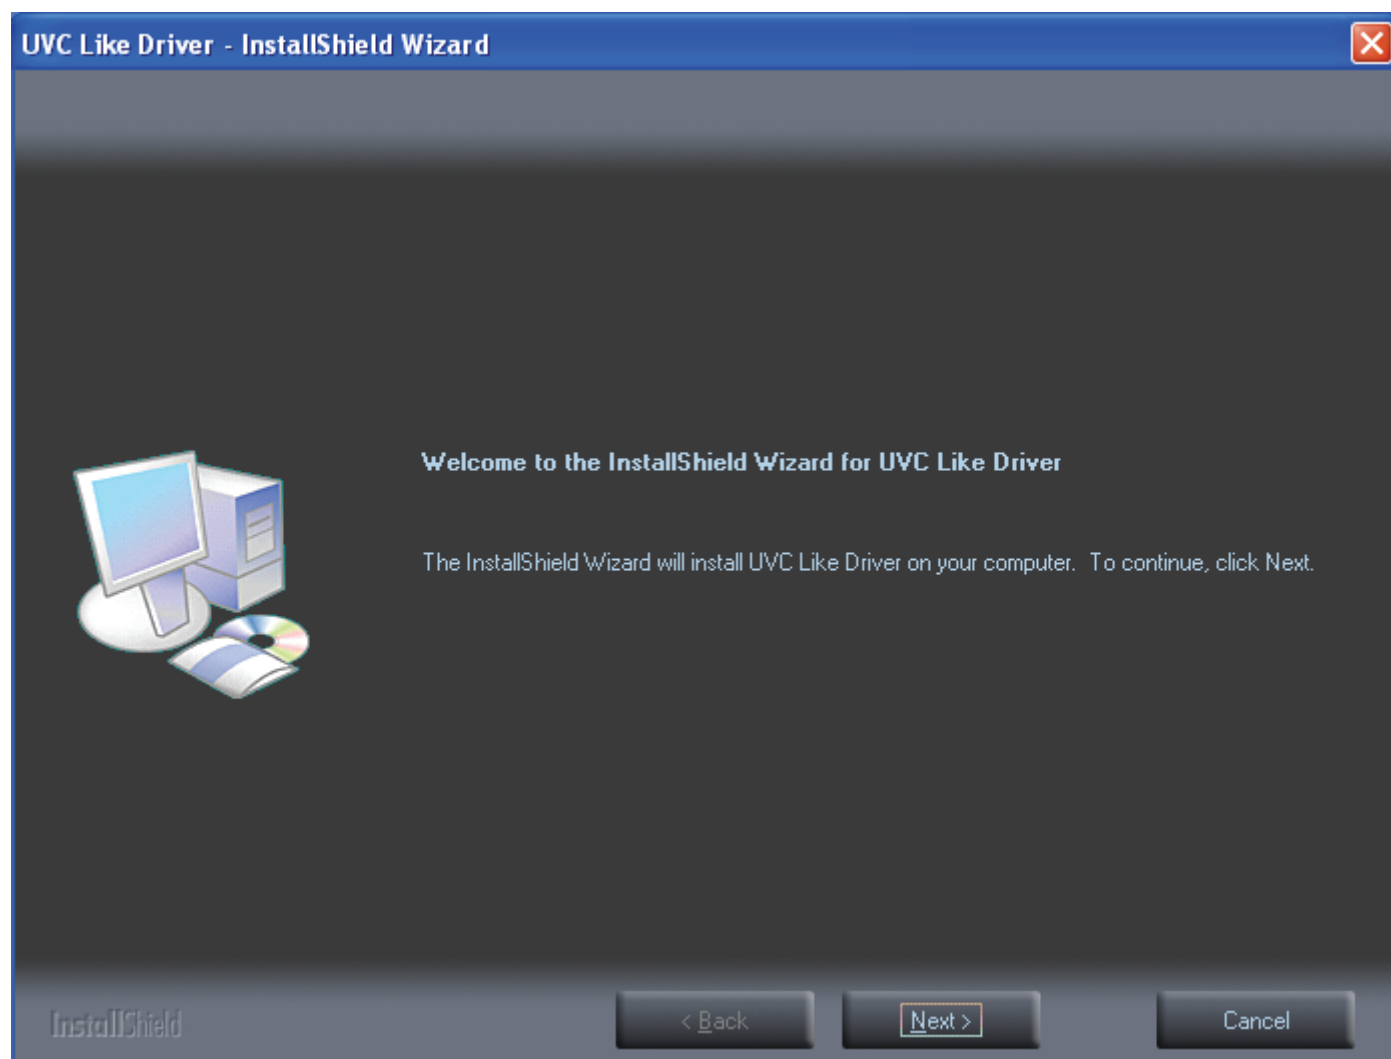 UVC Like Driver - InstallShield Wizard
Welcome to the InstallShield Wizard for UVC Like Driver
The InstallShield Wizard will install UVC Like Driver on your computer.  To continue, click Next.
InstallShield
< Back
Next >
Cancel